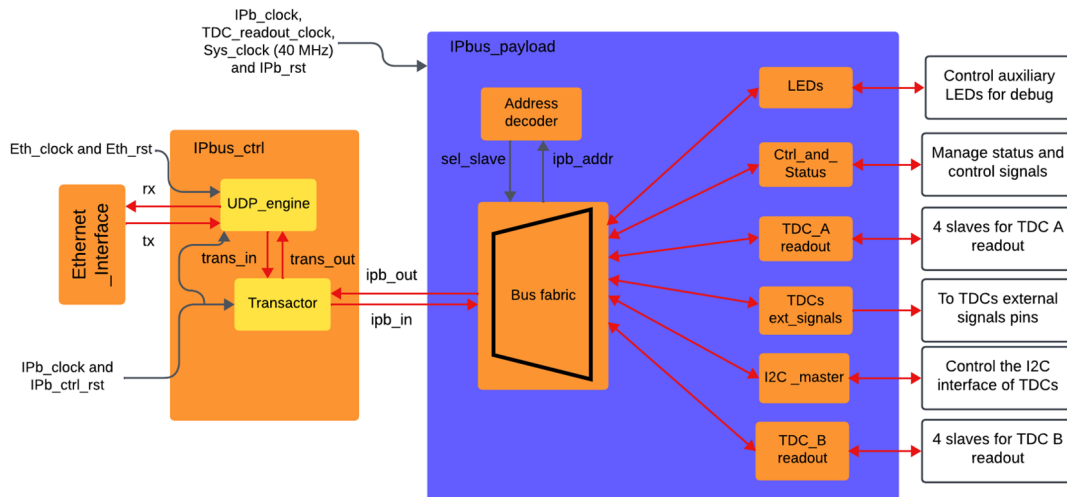 IPb_clock,
TDC_readout_clock,
Sys_clock (40 MHz)
and IPb_rst
IPbus_payload
Eth_clock and Eth_rst
IPbus_ctrl
Ethernet
_Interface
rx
tx
UDP_engine
trans_in
trans_out
Transactor
IPb_clock and
IPb_ctrl_rst
ipb_out
ipb_in
Address
decoder
sel_slave
ipb_addr
Bus fabric
LEDs
Control auxiliary
LEDs for debug
Ctrl_and_
Status
Manage status and
control signals
TDC_A
readout
4 slaves for TDC A
readout
TDCs
ext_signals
To TDCs external
signals pins
I2C _master
Control the I2C
interface of TDCs
TDC_B
readout
4 slaves for TDC B
readout